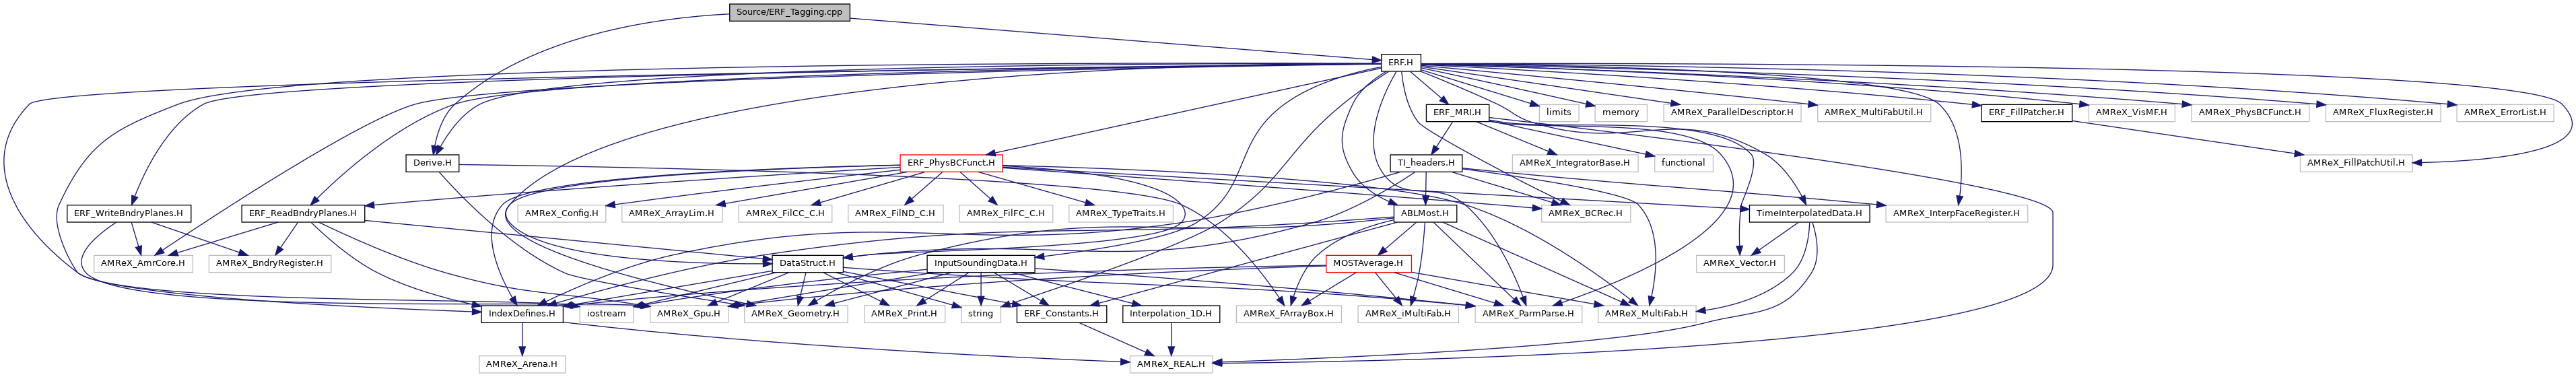 Source/ERF_Tagging.cpp
ERF.H
ERF_MRI.H
limits
memory
AMReX_ParallelDescriptor.H
AMReX_MultiFabUtil.H
ERF_FillPatcher.H
AMReX_VisMF.H
AMReX_PhysBCFunct.H
AMReX_FluxRegister.H
AMReX_ErrorList.H
Derive.H
ERF_PhysBCFunct.H
TI_headers.H
AMReX_IntegratorBase.H
functional
AMReX_FillPatchUtil.H
ERF_WriteBndryPlanes.H
ERF_ReadBndryPlanes.H
AMReX_Config.H
AMReX_ArrayLim.H
AMReX_FilCC_C.H
AMReX_FilND_C.H
AMReX_FilFC_C.H
AMReX_TypeTraits.H
ABLMost.H
AMReX_BCRec.H
TimeInterpolatedData.H
AMReX_InterpFaceRegister.H
AMReX_AmrCore.H
AMReX_BndryRegister.H
DataStruct.H
InputSoundingData.H
MOSTAverage.H
AMReX_Vector.H
IndexDefines.H
iostream
AMReX_Gpu.H
AMReX_Geometry.H
AMReX_Print.H
string
ERF_Constants.H
Interpolation_1D.H
AMReX_FArrayBox.H
AMReX_iMultiFab.H
AMReX_ParmParse.H
AMReX_MultiFab.H
AMReX_Arena.H
AMReX_REAL.H